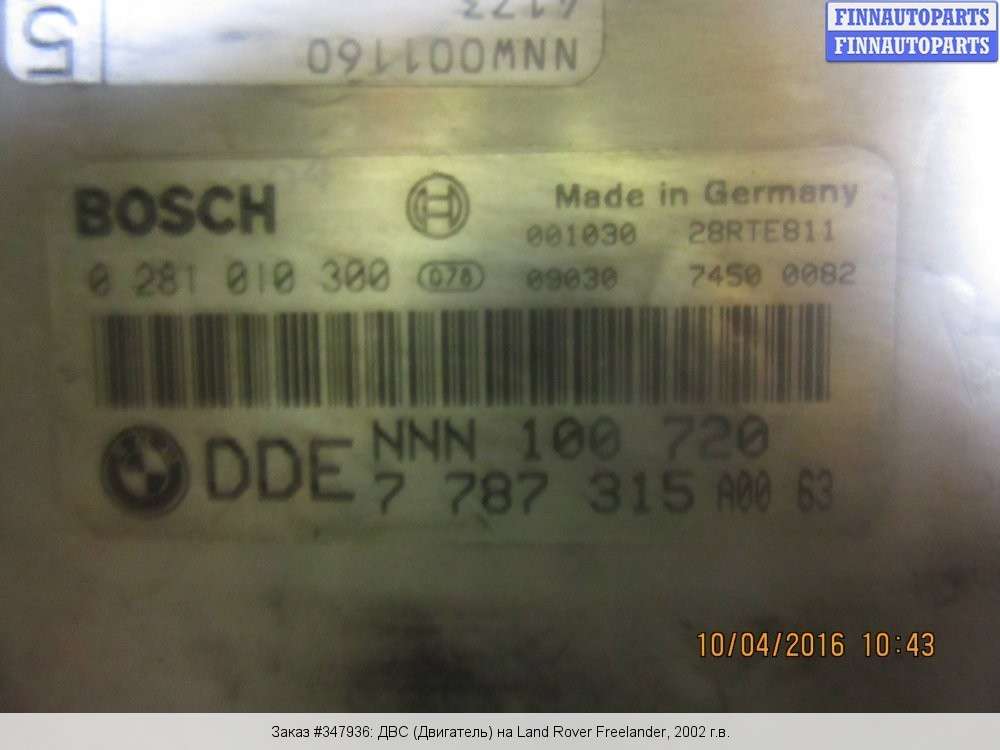 FINNAUTOPARTS
FINNAUTOPARTS
5
4173
NNW001160
BOSCH
Made in Germany
001030 28RTE811
0 281 010 300
09030 7450 0082
DDE
NNN 100 720
7 787 315 A00 63
10/04/2016 10:43
Заказ #347936: ДВС (Двигатель) на Land Rover Freelander, 2002 г.в.